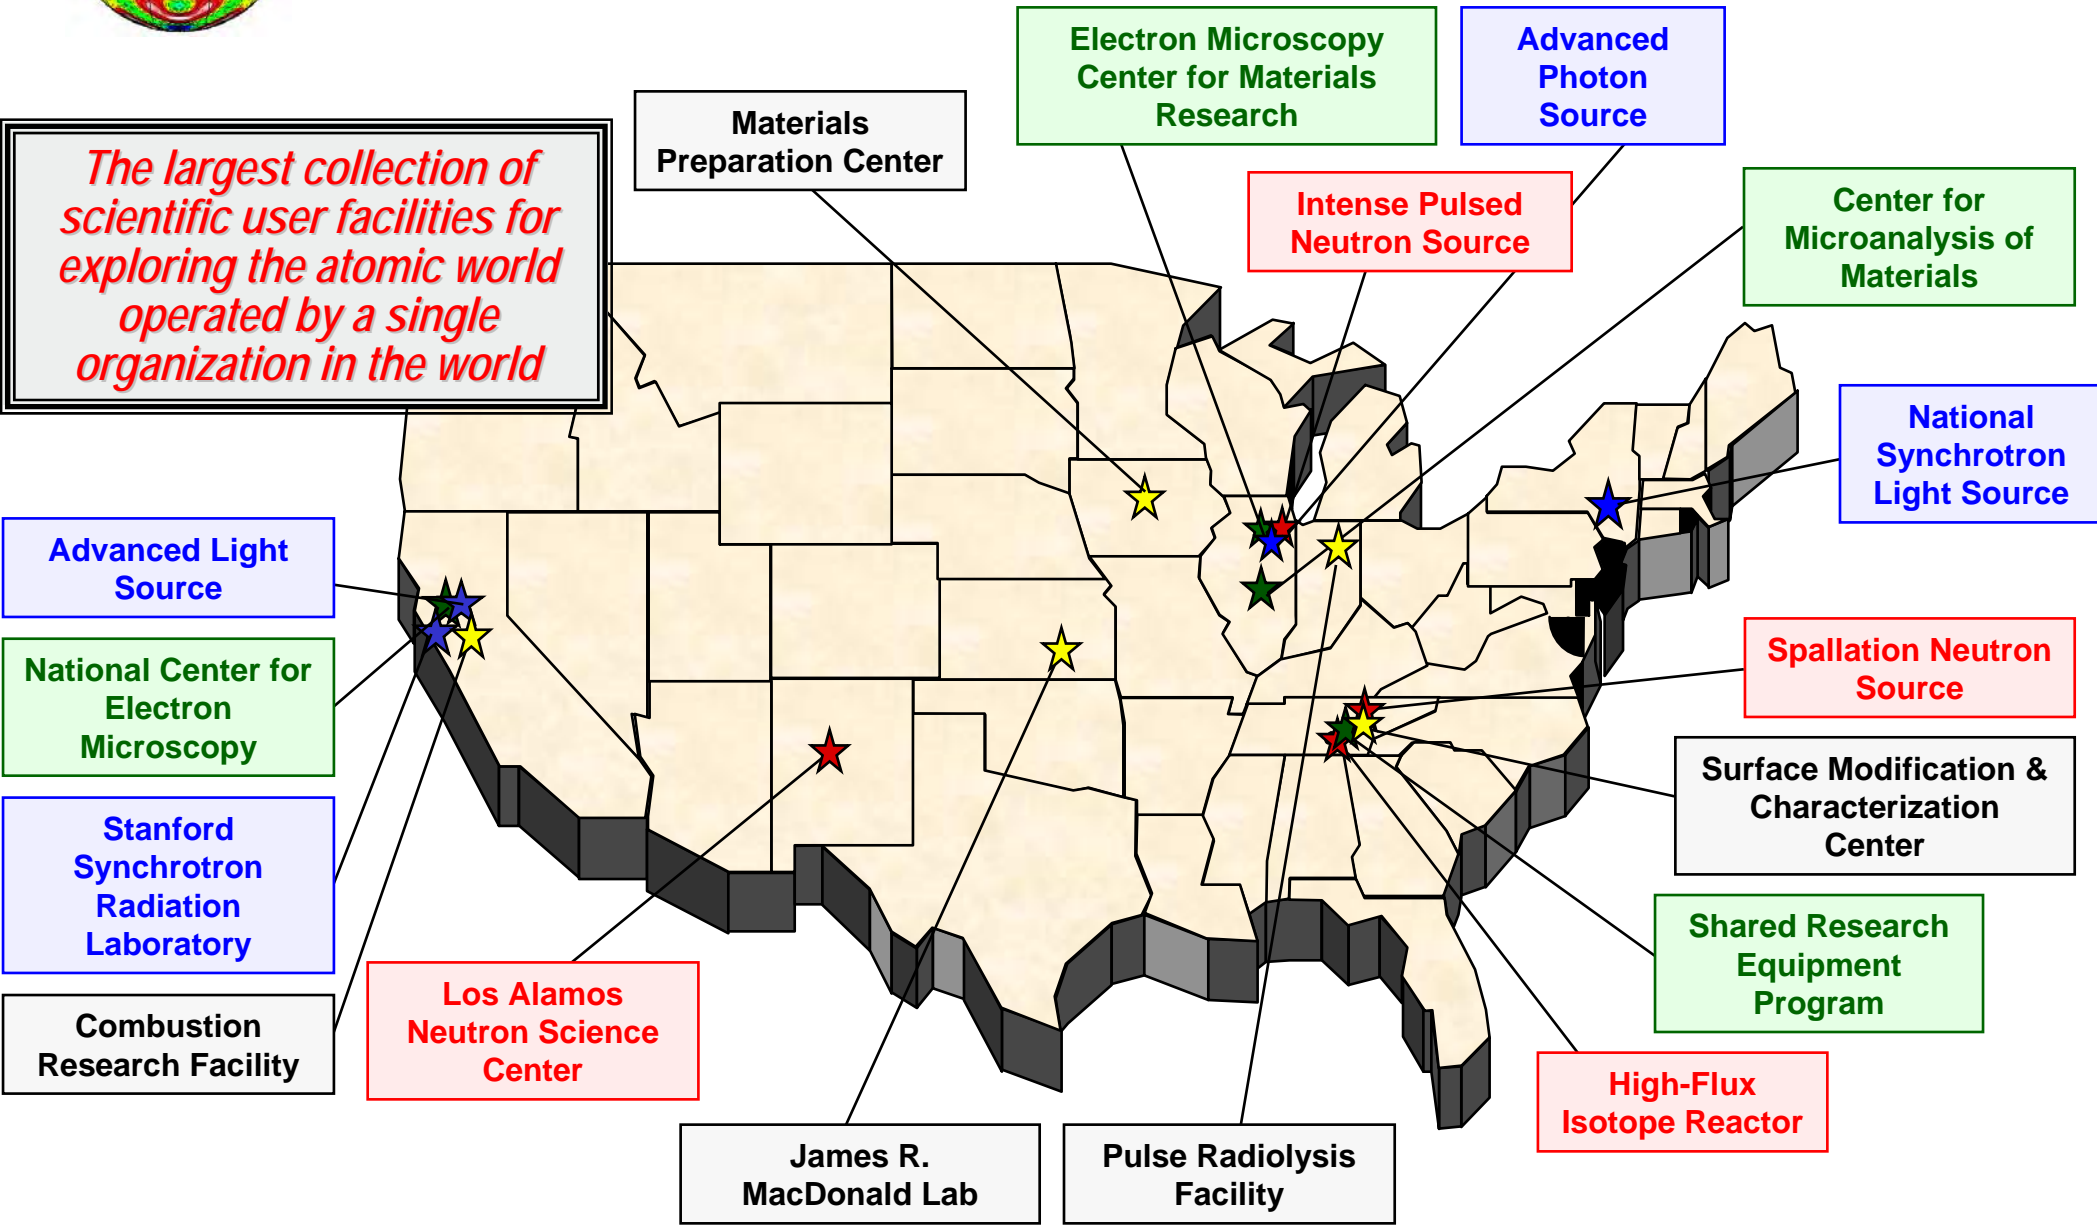 Electron Microscopy
Center for Materials
Research
Advanced
Photon
Source
Materials
Preparation Center
The largest collection of
scientific user facilities for
exploring the atomic world
operated by a single
organization in the world
Intense Pulsed
Neutron Source
Center for
Microanalysis of
Materials
National
Synchrotron
Light Source
Advanced Light
Source
National Center for
Electron
Microscopy
Spallation Neutron
Source
Surface Modification &
Characterization
Center
Stanford
Synchrotron
Radiation
Laboratory
Shared Research
Equipment
Program
Los Alamos
Neutron Science
Center
Combustion
Research Facility
High-Flux
Isotope Reactor
James R.
MacDonald Lab
Pulse Radiolysis
Facility